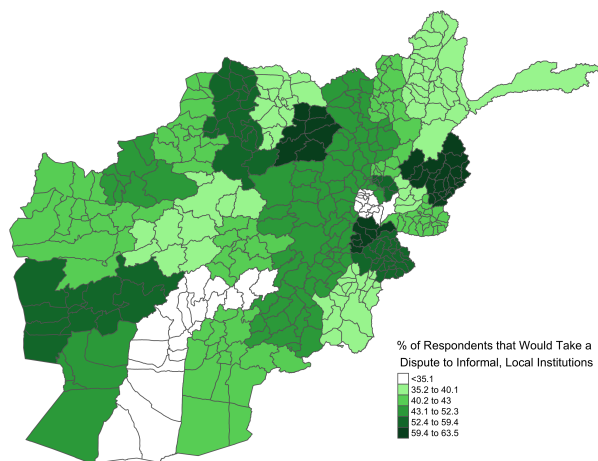 % of Respondents that Would Take a
Dispute to Informal, Local Institutions
<35.1
35.2 to 40.1
40.2 to 43
43.1 to 52.3
52.4 to 59.4
59.4 to 63.5